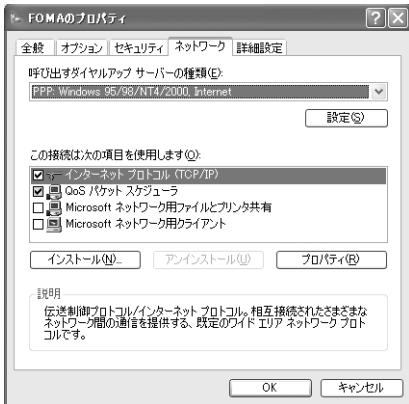 FOMAのプロパティ
全般 オプション セキュリティ ネットワーク 詳細設定
呼び出すダイヤルアップ サーバーの種類(E):
PPP: Windows 95/98/NT4/2000, Internet
設定(S)
この接続は次の項目を使用します(O):
インターネット プロトコル (TCP/IP)
QoS パケット スケジューラ
Microsoft ネットワーク用ファイルとプリンタ共有
Microsoft ネットワーク用クライアント
インストール(N)... アンインストール(U) プロパティ(R)
説明
伝送制御プロトコル/インターネット プロトコル。相互接続されたさまざまな
ネットワーク間の通信を提供する、既定のワイド エリア ネットワーク プロト
コルです。
OK キャンセル